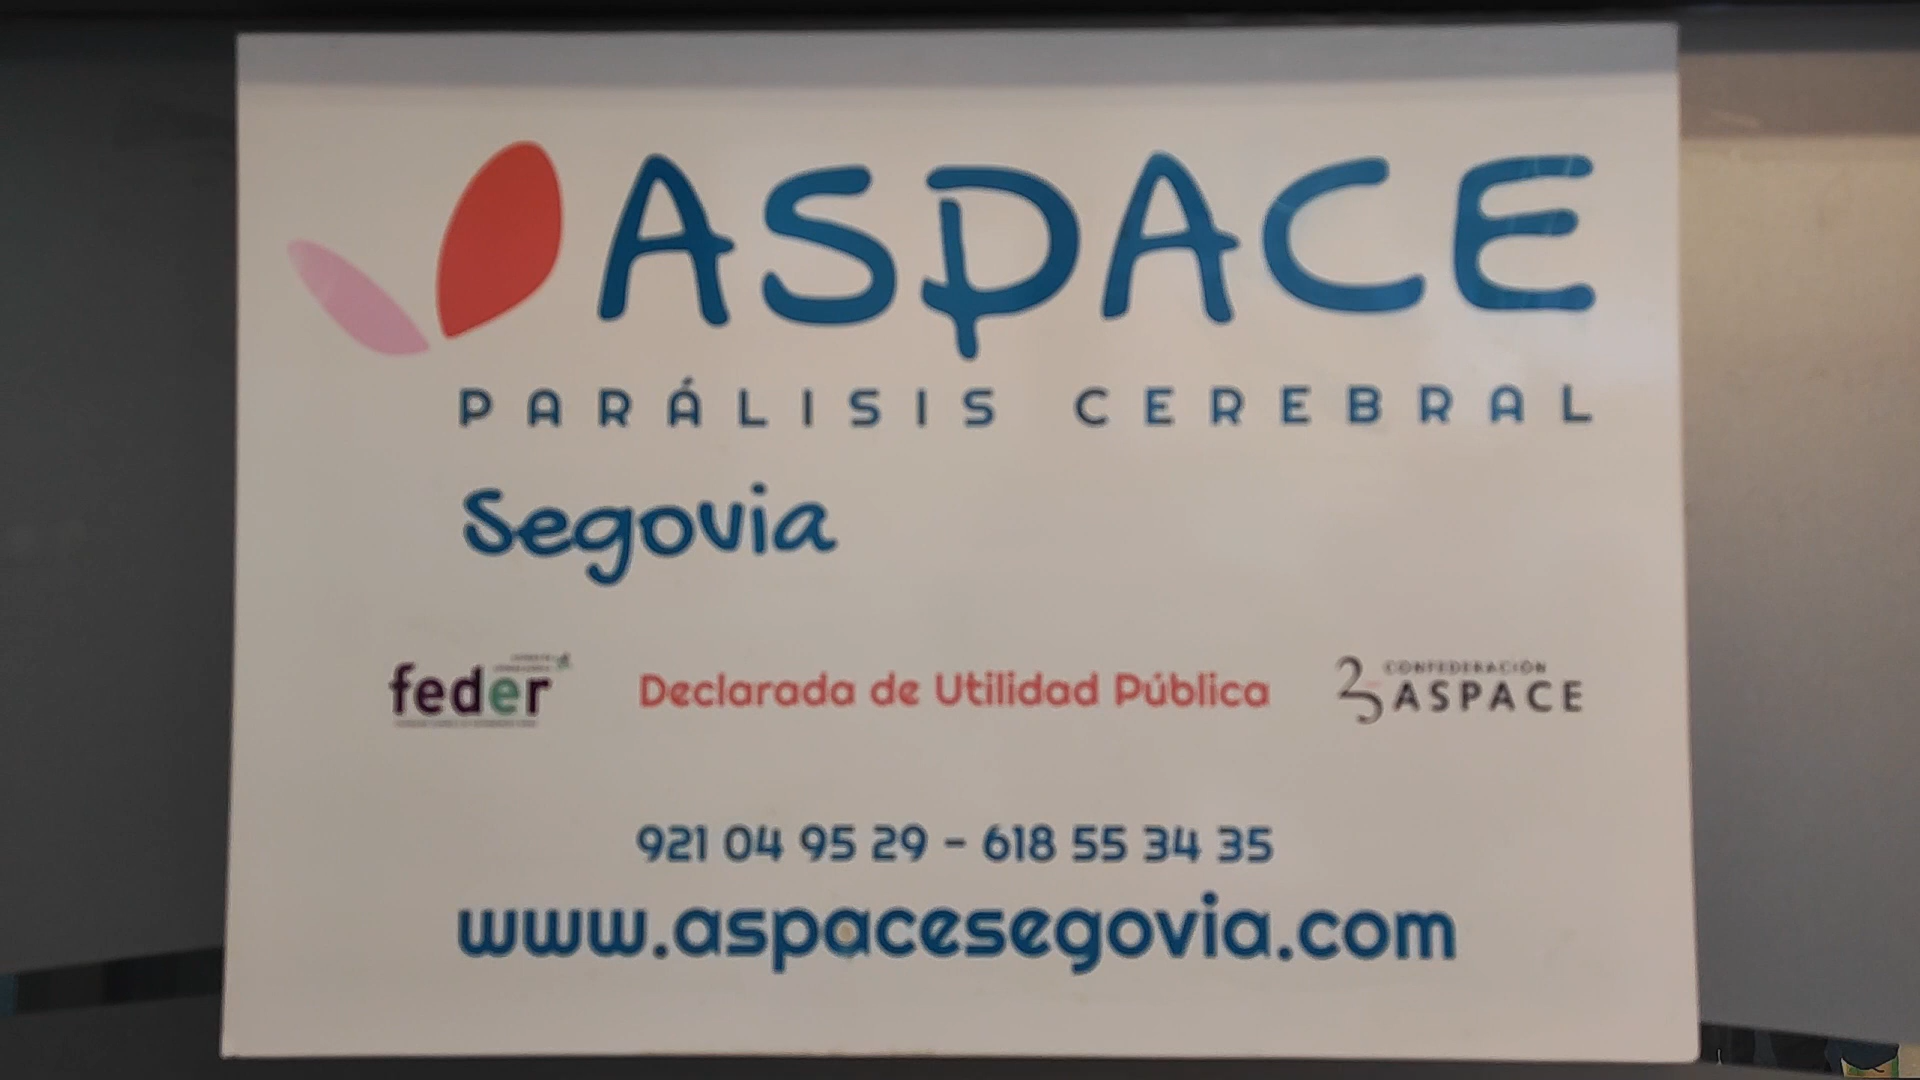 ASPACE
PARÁLISIS CEREBRAL
Segovia
feder
Declarada de Utilidad Pública
CONFEDERACIÓN
ASPACE
921 04 95 29 - 618 55 34 35
www.aspacesegovia.com